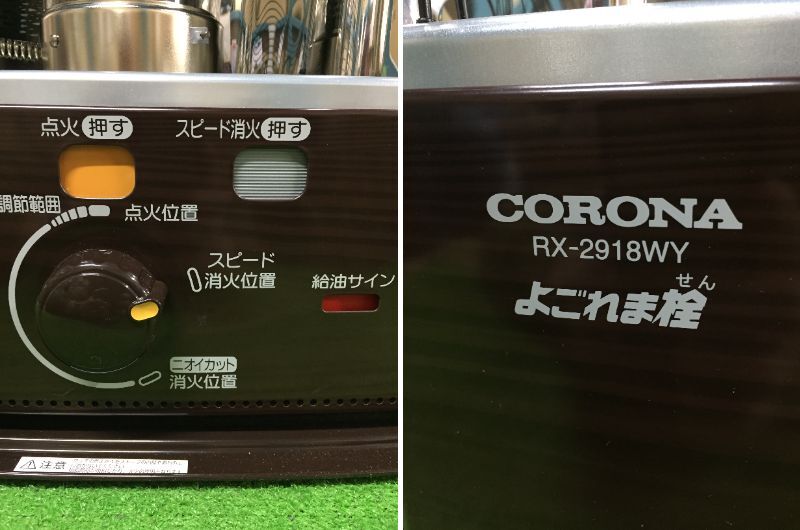 点火 押す
スピード消火 押す
調節範囲
点火位置
スピード
消火位置
給油サイン
ニオイカット
消火位置
注意
CORONA
RX-2918WY
せん
よごれま栓